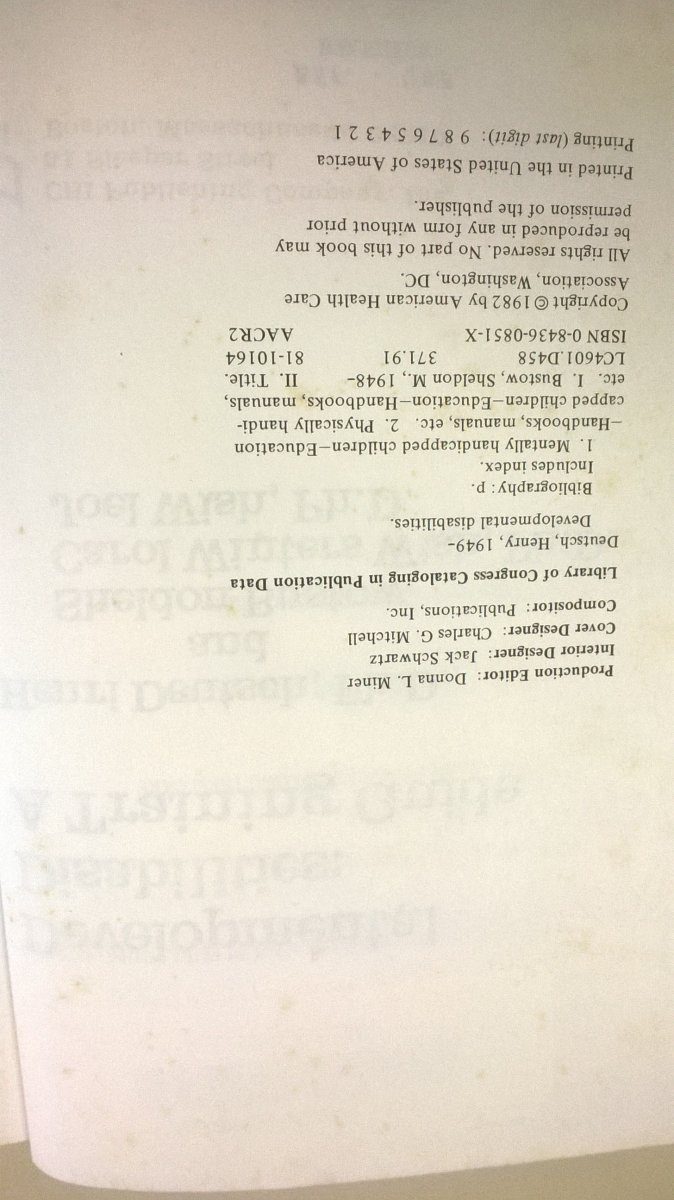 Production Editor: Donna L. Miner
Interior Designer: Jack Schwartz
Cover Designer: Charles G. Mitchell
Compositor: Publications, Inc.
Library of Congress Cataloging in Publication Data
Deutsch, Henry, 1949-
Developmental disabilities.
Bibliography: p.
Includes index.
1. Mentally handicapped children—Education
—Handbooks, manuals, etc. 2. Physically handi-
capped children—Education—Handbooks, manuals,
etc. I. Bustow, Sheldon M., 1948- II. Title.
LC4601.D458 371.91 81-10164
ISBN 0-8436-0851-X AACR2
Copyright © 1982 by American Health Care
Association, Washington, DC.
All rights reserved. No part of this book may
be reproduced in any form without prior
permission of the publisher.
Printed in the United States of America
Printing (last digit): 9 8 7 6 5 4 3 2 1